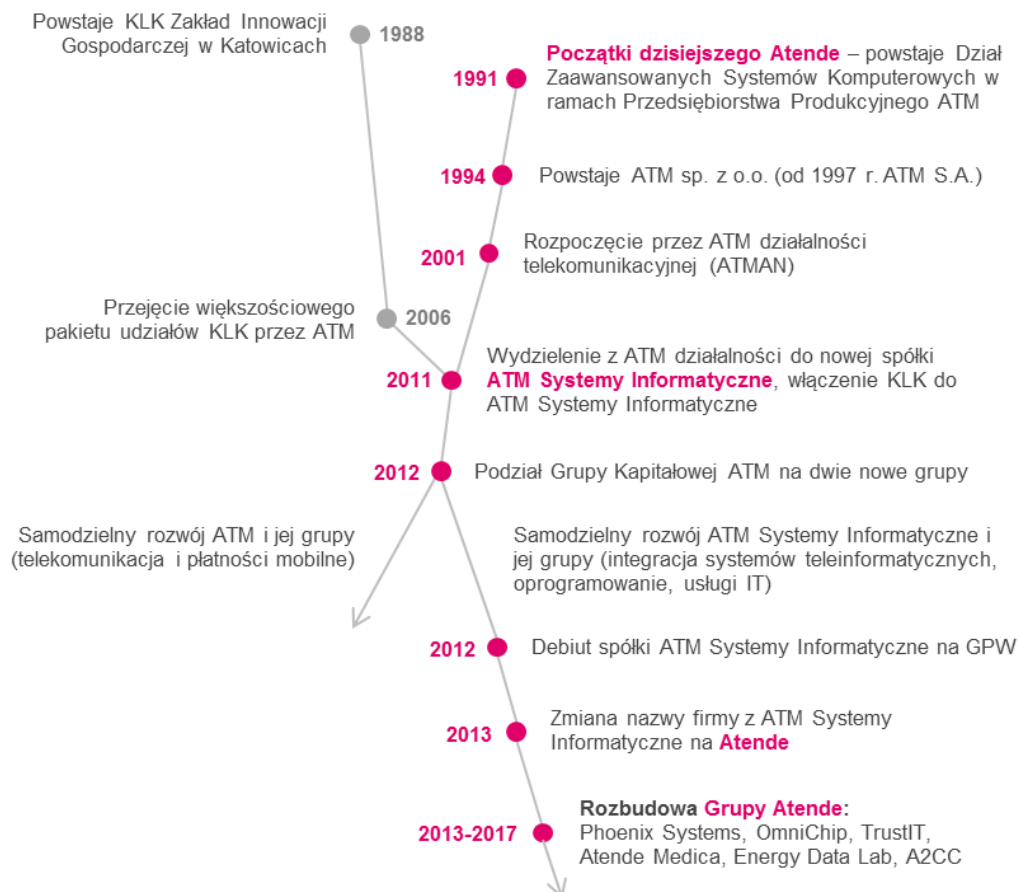 Powstaje KLK Zakład Innowacji
Gospodarczej w Katowicach
1988
1991
Początki dzisiejszego Atende – powstaje Dział
Zaawansowanych Systemów Komputerowych w
ramach Przedsiębiorstwa Produkcyjnego ATM
1994
Powstaje ATM sp. z o.o. (od 1997 r. ATM S.A.)
2001
Rozpoczęcie przez ATM działalności
telekomunikacyjnej (ATMAN)
Przejęcie większościowego
pakietu udziałów KLK przez ATM
2006
2011
Wydzielenie z ATM działalności do nowej spółki
ATM Systemy Informatyczne, włączenie KLK do
ATM Systemy Informatyczne
2012
Podział Grupy Kapitałowej ATM na dwie nowe grupy
Samodzielny rozwój ATM i jej grupy
(telekomunikacja i płatności mobilne)
Samodzielny rozwój ATM Systemy Informatyczne i
jej grupy (integracja systemów teleinformatycznych,
oprogramowanie, usługi IT)
2012
Debiut spółki ATM Systemy Informatyczne na GPW
2013
Zmiana nazwy firmy z ATM Systemy
Informatyczne na Atende
2013-2017
Rozbudowa Grupy Atende:
Phoenix Systems, OmniChip, TrustIT,
Atende Medica, Energy Data Lab, A2CC